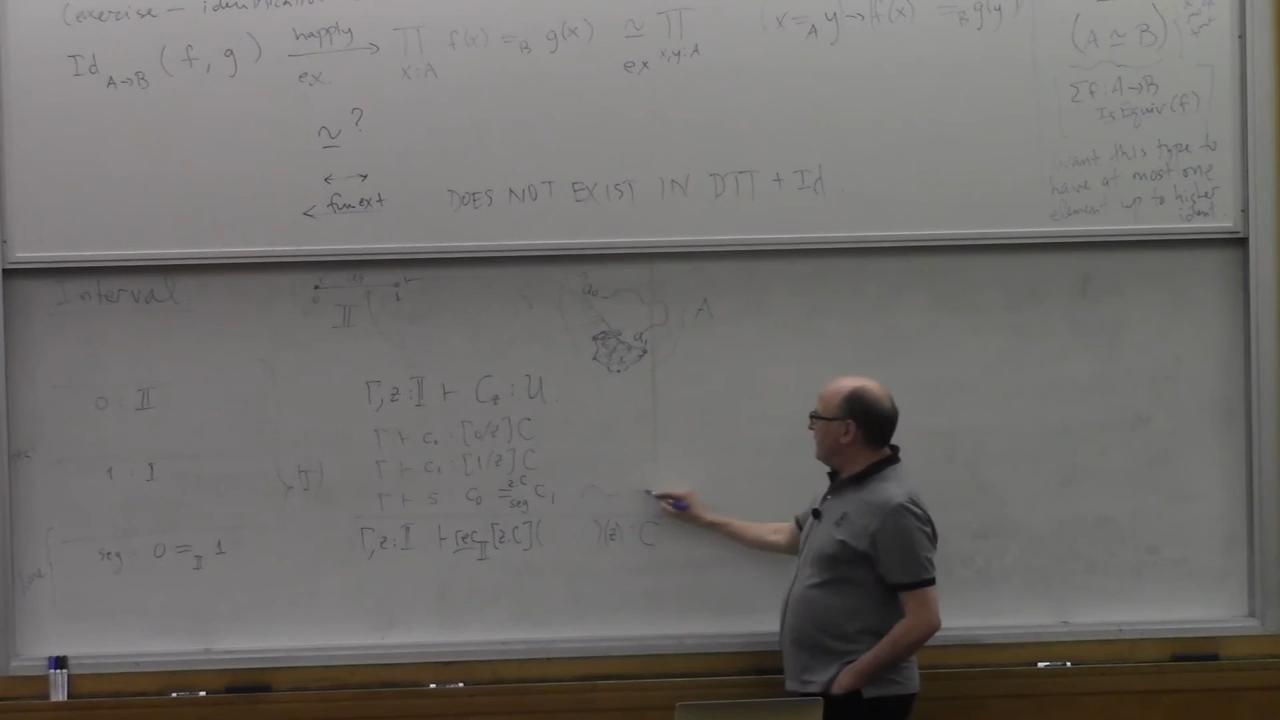 (exercise – identification
Id_{A→B} (f, g) →^{happly}_{ex.} ∏_{x:A} f(x) =_B g(x) ≃_{ex} ∏_{x,y:A} (x =_A y) → f(x) =_B g(y)
(A ≃ B)
Σf:A→B
IsEquiv(f)
≃ ?
↔
← funext
DOES NOT EXIST IN DTT + Id
want this type to
have at most one
element up to higher
ident.
Interval
0
1
𝕀
a₀
a₁
A
0 : 𝕀
1 : I
seg : 0 =_𝕀 1
Γ, z:𝕀 ⊢ C_z : U.
Γ ⊢ c₀ : [0/z]C
Γ ⊢ c₁ : [1/z]C
Γ ⊢ s c₀ =^{z.C}_{seg} c₁
Γ, z:𝕀 ⊢ rec_𝕀[z.C]( )(z) : C